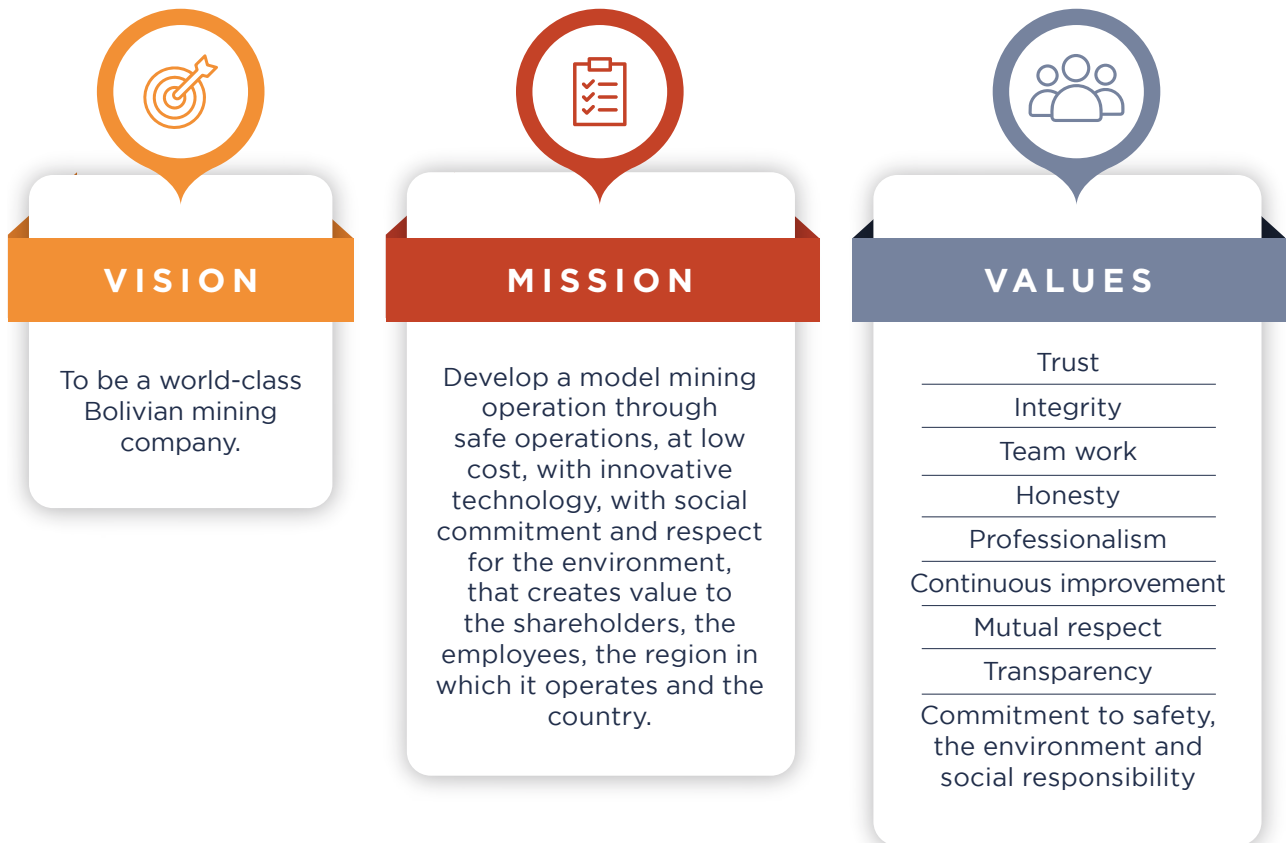 VISION
To be a world-class
Bolivian mining
company.
MISSION
Develop a model mining
operation through
safe operations, at low
cost, with innovative
technology, with social
commitment and respect
for the environment,
that creates value to
the shareholders, the
employees, the region in
which it operates and the
country.
VALUES
Trust
Integrity
Team work
Honesty
Professionalism
Continuous improvement
Mutual respect
Transparency
Commitment to safety,
the environment and
social responsibility